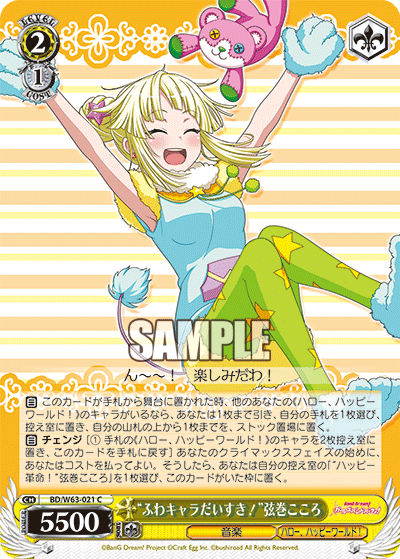 LEVEL
2
1
COST
SAMPLE
ん～～！　楽しみだわ！
自 このカードが手札から舞台に置かれた時、他のあなたの《ハロー、ハッピー
ワールド！》のキャラがいるなら、あなたは1枚まで引き、自分の手札を1枚選び、
控え室に置き、自分の山札の上から1枚までを、ストック置場に置く。
自 チェンジ ［① 手札の《ハロー、ハッピーワールド！》のキャラを2枚控え室に
置く、このカードを控え室に置く］ あなたのクライマックスフェイズの始めに、
あなたはコストを払ってよい。そうしたら、あなたは自分の控え室の「“ハッピー
革命！”弦巻こころ」を1枚選び、このカードがいた枠に置く。
CH BD/W63-021 C
“ふわキャラだいすき！”弦巻こころ
5500
音楽
ハロー、ハッピーワールド！
BanG Dream!
©BanG Dream! Project ©Craft Egg Inc. ©bushiroad All Rights Reserved.